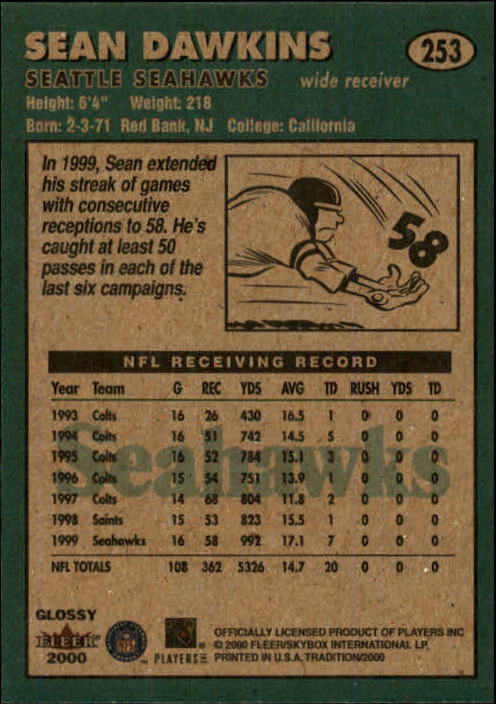 SEAN DAWKINS 253
SEATTLE SEAHAWKS wide receiver
Height: 6'4" Weight: 218
Born: 2-3-71 Red Bank, NJ College: California
In 1999, Sean extended
his streak of games
with consecutive
receptions to 58. He's
caught at least 50
passes in each of the
last six campaigns.
58
NFL RECEIVING RECORD
Year Team G REC YDS AVG TD RUSH YDS TD
1993 Colts 16 26 430 16.5 1 0 0 0
1994 Colts 16 51 742 14.5 5 0 0 0
1995 Colts 16 52 784 15.1 3 0 0 0
1996 Colts 15 54 751 13.9 1 0 0 0
1997 Colts 14 68 804 11.8 2 0 0 0
1998 Saints 15 53 823 15.5 1 0 0 0
1999 Seahawks 16 58 992 17.1 7 0 0 0
NFL TOTALS 108 362 5326 14.7 20 0 0 0
Seahawks
GLOSSY
FLEER
2000
NFL
PLAYERS
OFFICIALLY LICENSED PRODUCT OF PLAYERS INC
© 2000 FLEER/SKYBOX INTERNATIONAL LP,
PRINTED IN U.S.A. TRADITION/2000